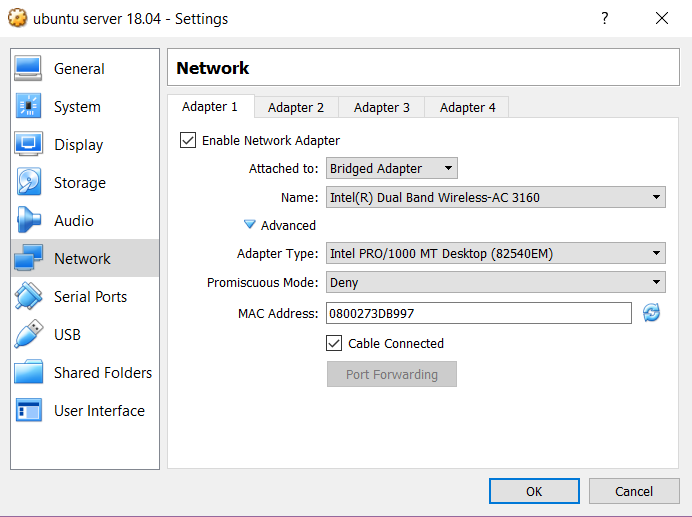 ubuntu server 18.04 - Settings
?
General
System
Display
Storage
Audio
Network
Serial Ports
USB
Shared Folders
User Interface
Network
Adapter 1 Adapter 2 Adapter 3 Adapter 4
Enable Network Adapter
Attached to: Bridged Adapter
Name: Intel(R) Dual Band Wireless-AC 3160
Advanced
Adapter Type: Intel PRO/1000 MT Desktop (82540EM)
Promiscuous Mode: Deny
MAC Address: 0800273DB997
Cable Connected
Port Forwarding
OK Cancel